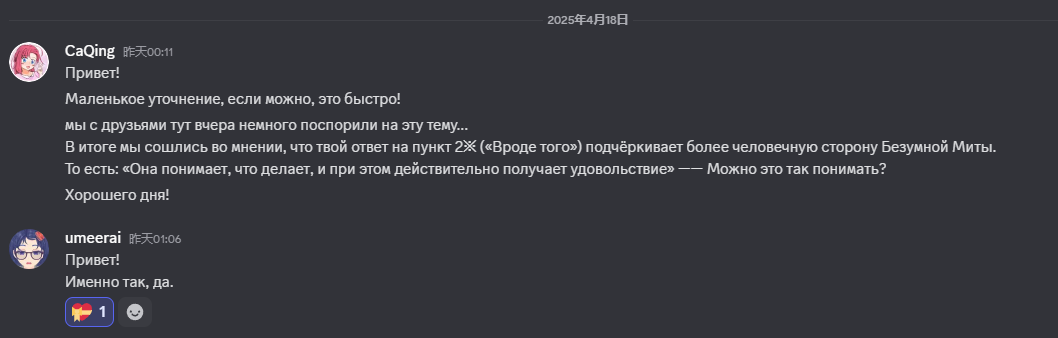 2025年4月18日
CaQing 昨天00:11
Привет!
Маленькое уточнение, если можно, это быстро!
мы с друзьями тут вчера немного поспорили на эту тему...
В итоге мы сошлись во мнении, что твой ответ на пункт 2※ («Вроде того») подчёркивает более человечную сторону Безумной Миты.
То есть: «Она понимает, что делает, и при этом действительно получает удовольствие» —— Можно это так понимать?
Хорошего дня!
umeerai 昨天01:06
Привет!
Именно так, да.
1